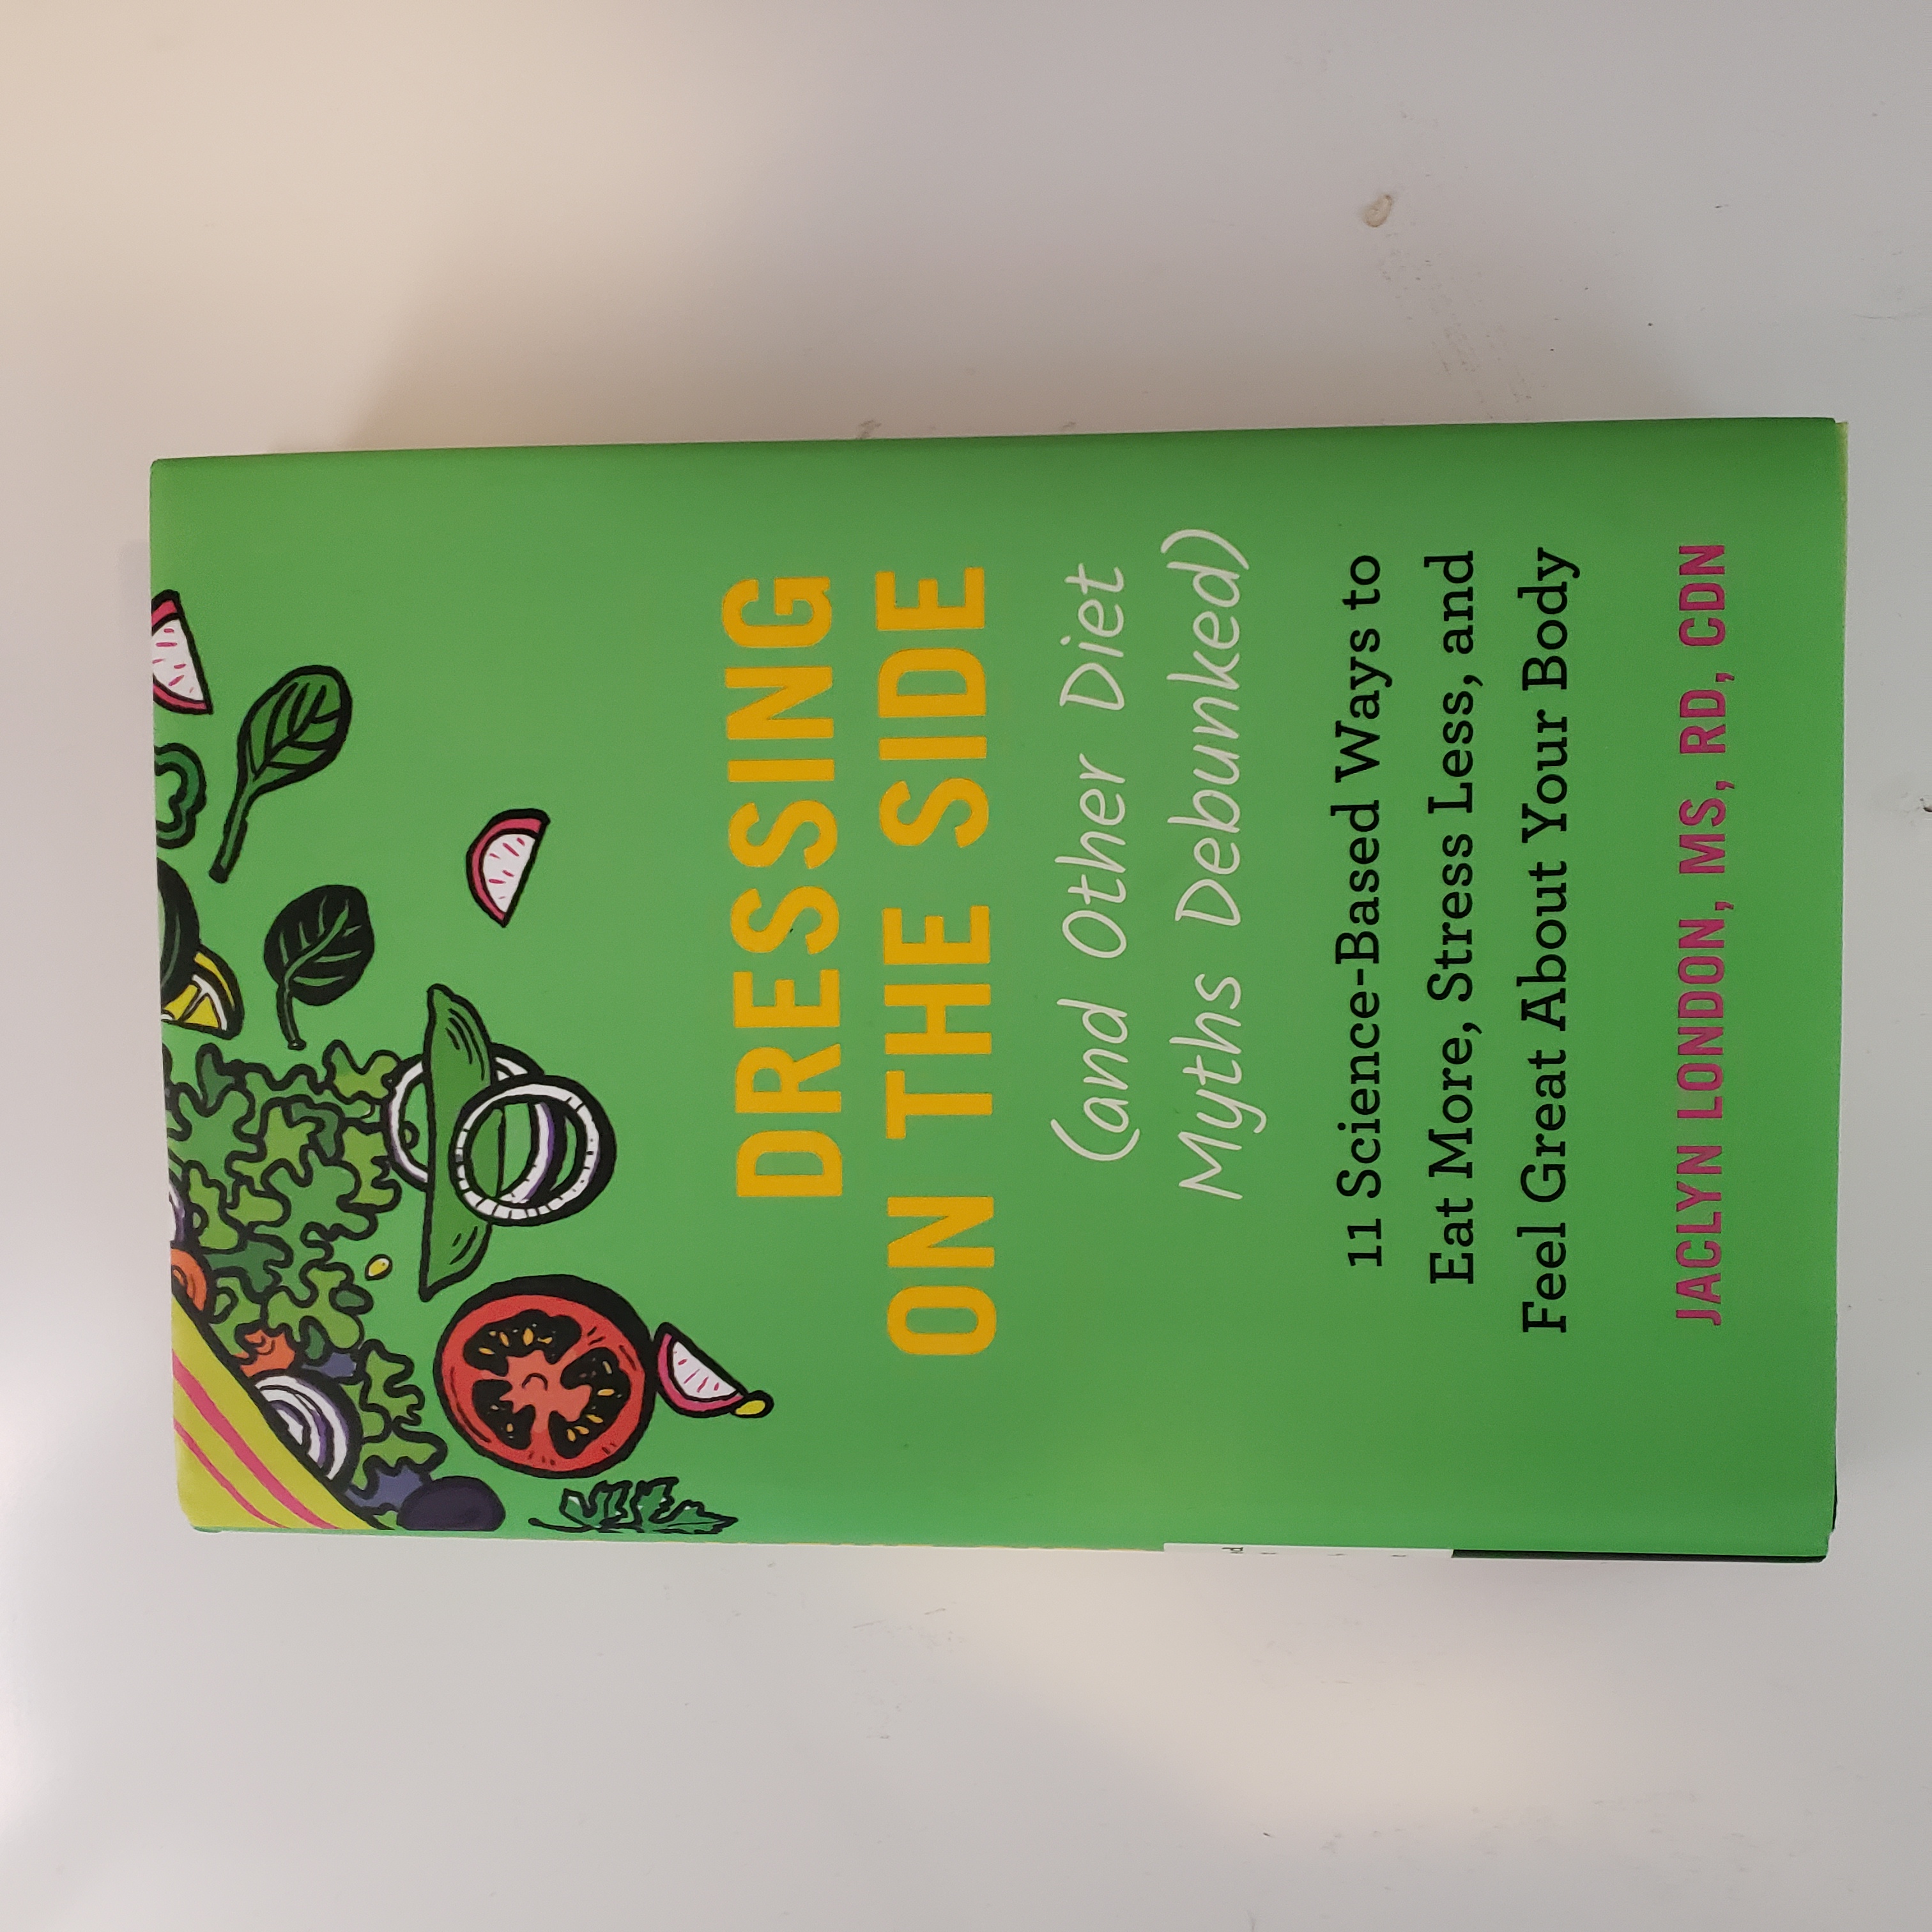 DRESSING
ON THE SIDE
(and Other Diet
Myths Debunked)
11 Science-Based Ways to
Eat More, Stress Less, and
Feel Great About Your Body
JACLYN LONDON, MS, RD, CDN